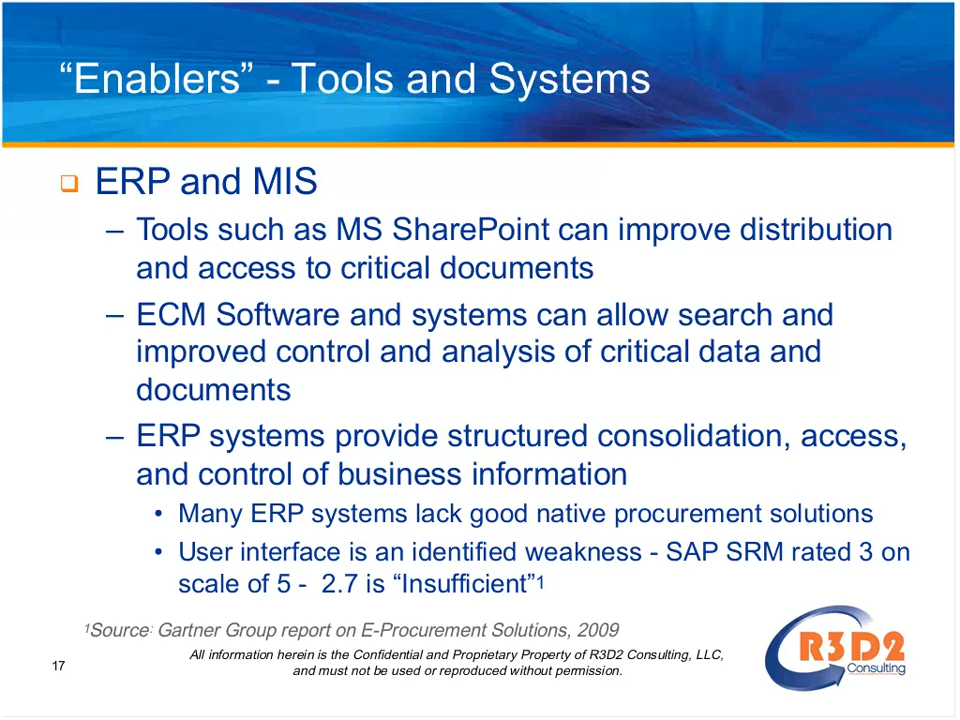 “Enablers” - Tools and Systems
ERP and MIS
– Tools such as MS SharePoint can improve distribution
and access to critical documents
– ECM Software and systems can allow search and
improved control and analysis of critical data and
documents
– ERP systems provide structured consolidation, access,
and control of business information
• Many ERP systems lack good native procurement solutions
• User interface is an identified weakness - SAP SRM rated 3 on
scale of 5 - 2.7 is “Insufficient”1
1Source: Gartner Group report on E-Procurement Solutions, 2009
All information herein is the Confidential and Proprietary Property of R3D2 Consulting, LLC,
and must not be used or reproduced without permission.
17
R3D2
Consulting